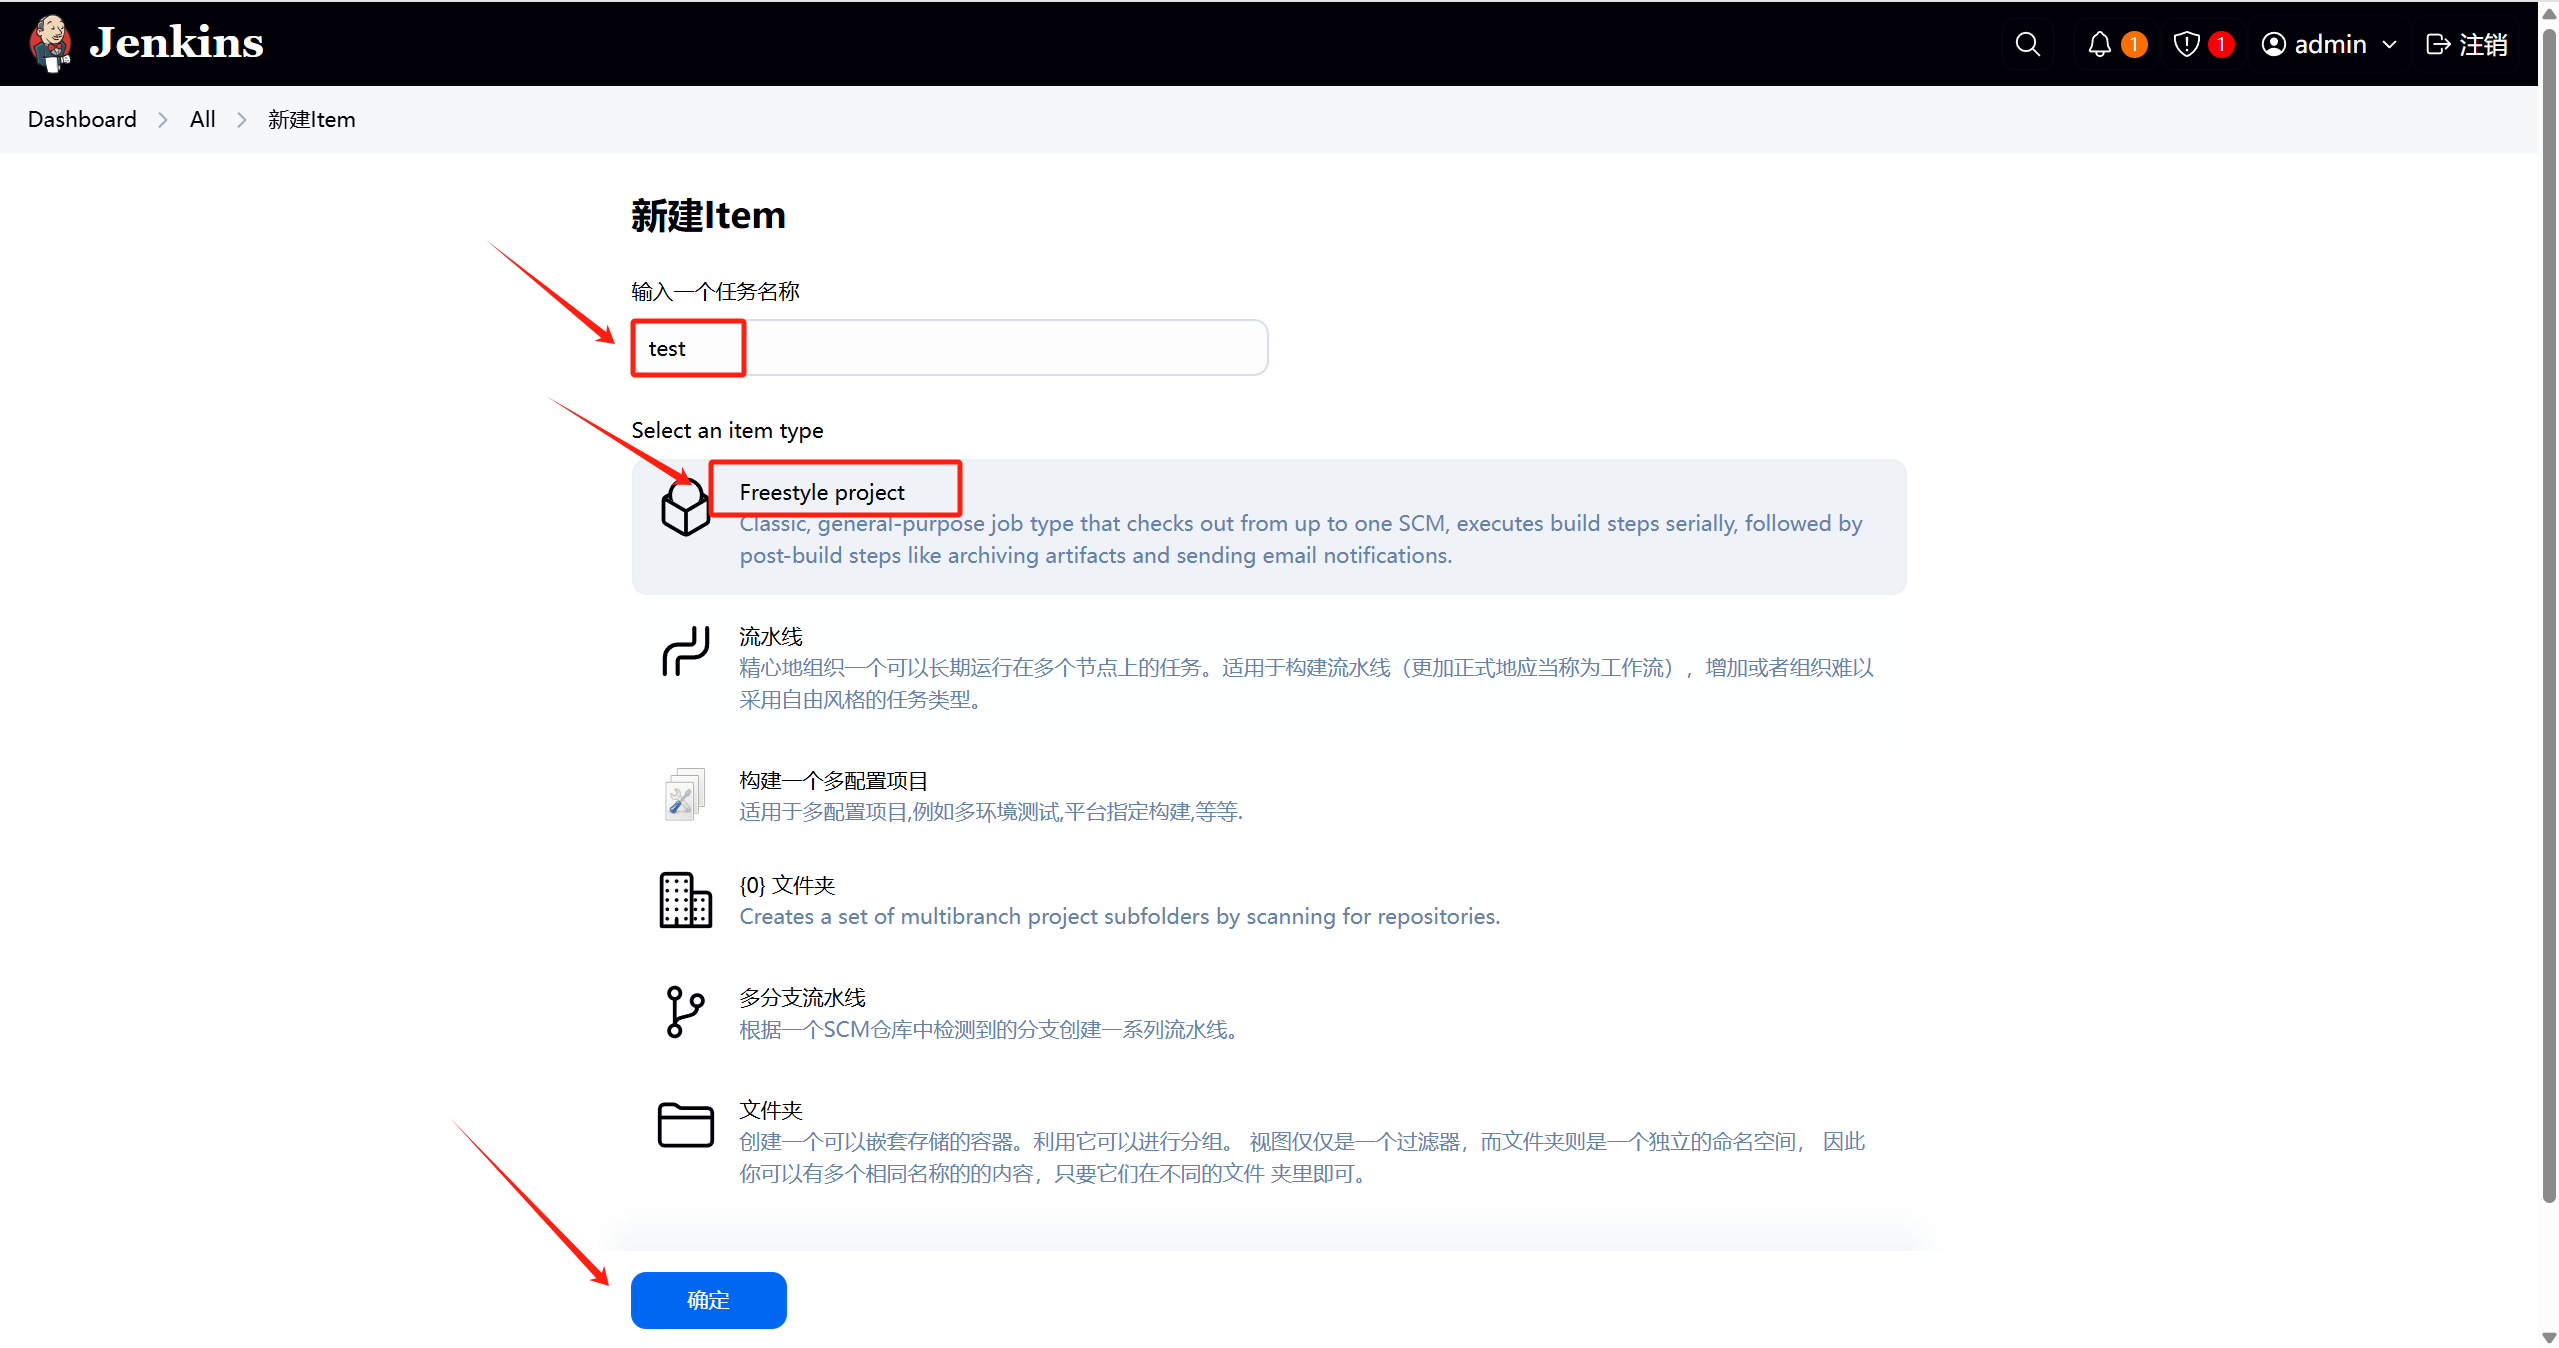 Jenkins
1
1
admin
注销
Dashboard
All
新建Item
新建Item
输入一个任务名称
test
Select an item type
Freestyle project
Classic, general-purpose job type that checks out from up to one SCM, executes build steps serially, followed by
post-build steps like archiving artifacts and sending email notifications.
流水线
精心地组织一个可以长期运行在多个节点上的任务。适用于构建流水线（更加正式地应当称为工作流），增加或者组织难以
采用自由风格的任务类型。
构建一个多配置项目
适用于多配置项目,例如多环境测试,平台指定构建,等等.
{0} 文件夹
Creates a set of multibranch project subfolders by scanning for repositories.
多分支流水线
根据一个SCM仓库中检测到的分支创建一系列流水线。
文件夹
创建一个可以嵌套存储的容器。利用它可以进行分组。 视图仅仅是一个过滤器，而文件夹则是一个独立的命名空间， 因此
你可以有多个相同名称的的内容，只要它们在不同的文件 夹里即可。
确定